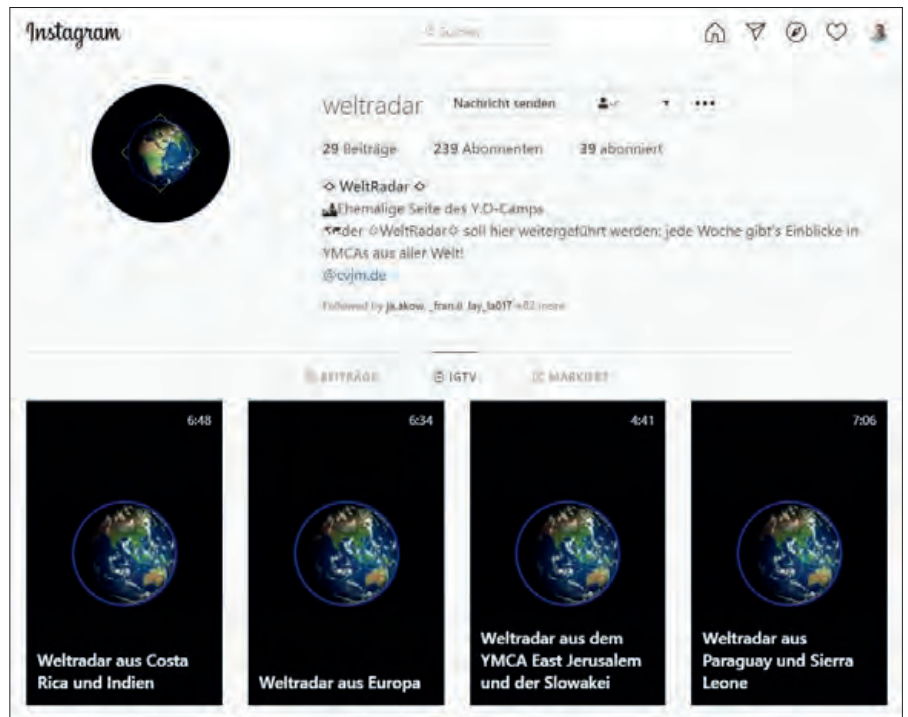 Instagram
Suchen
weltradar Nachricht senden
29 Beiträge 239 Abonnenten 39 abonniert
◇ WeltRadar ◇
Ehemalige Seite des Y.O-Camps
der ◇WeltRadar◇ soll hier weitergeführt werden: jede Woche gibt's Einblicke in
YMCAs aus aller Welt!
@cvjm.de
Followed by
BEITRÄGE IGTV MARKIERT
6:48
6:34
4:41
7:06
Weltradar aus Costa
Rica und Indien
Weltradar aus Europa
Weltradar aus dem
YMCA East Jerusalem
und der Slowakei
Weltradar aus
Paraguay und Sierra
Leone